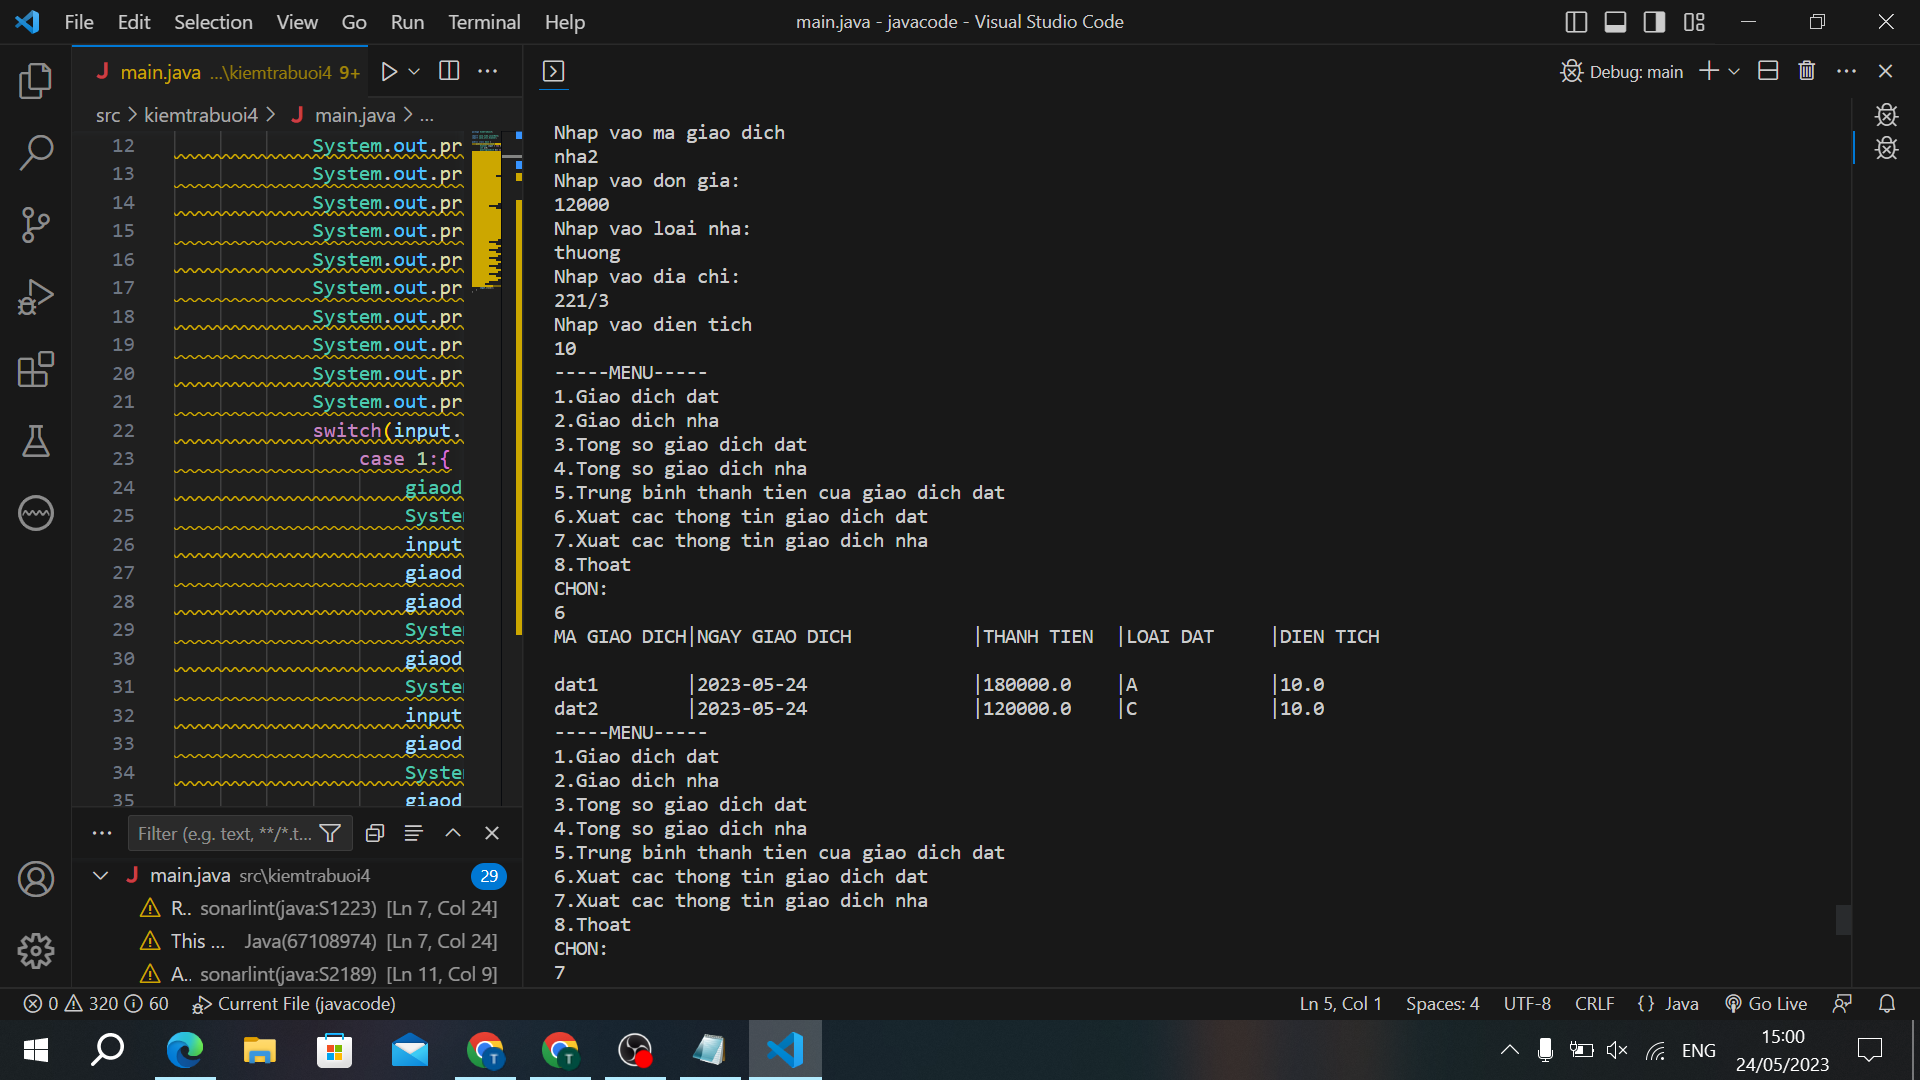 File Edit Selection View Go Run Terminal Help
main.java - javacode - Visual Studio Code
main.java ...\kiemtrabuoi4 9+
Debug: main
src > kiemtrabuoi4 > main.java > ...
12 System.out.pr
13 System.out.pr
14 System.out.pr
15 System.out.pr
16 System.out.pr
17 System.out.pr
18 System.out.pr
19 System.out.pr
20 System.out.pr
21 System.out.pr
22 switch(input.
23 case 1:{
24 giaod
25 Syste
26 input
27 giaod
28 giaod
29 Syste
30 giaod
31 Syste
32 input
33 giaod
34 Syste
35 giaod
Filter (e.g. text, **/*.t...
main.java src\kiemtrabuoi4 29
R.. sonarlint(java:S1223) [Ln 7, Col 24]
This ... Java(67108974) [Ln 7, Col 24]
A.. sonarlint(java:S2189) [Ln 11, Col 9]
Nhap vao ma giao dich
nha2
Nhap vao don gia:
12000
Nhap vao loai nha:
thuong
Nhap vao dia chi:
221/3
Nhap vao dien tich
10
-----MENU-----
1.Giao dich dat
2.Giao dich nha
3.Tong so giao dich dat
4.Tong so giao dich nha
5.Trung binh thanh tien cua giao dich dat
6.Xuat cac thong tin giao dich dat
7.Xuat cac thong tin giao dich nha
8.Thoat
CHON:
6
MA GIAO DICH|NGAY GIAO DICH |THANH TIEN |LOAI DAT |DIEN TICH
dat1 |2023-05-24 |180000.0 |A |10.0
dat2 |2023-05-24 |120000.0 |C |10.0
-----MENU-----
1.Giao dich dat
2.Giao dich nha
3.Tong so giao dich dat
4.Tong so giao dich nha
5.Trung binh thanh tien cua giao dich dat
6.Xuat cac thong tin giao dich dat
7.Xuat cac thong tin giao dich nha
8.Thoat
CHON:
7
0 320 60 Current File (javacode)
Ln 5, Col 1 Spaces: 4 UTF-8 CRLF {} Java Go Live
T T
ENG
15:00
24/05/2023